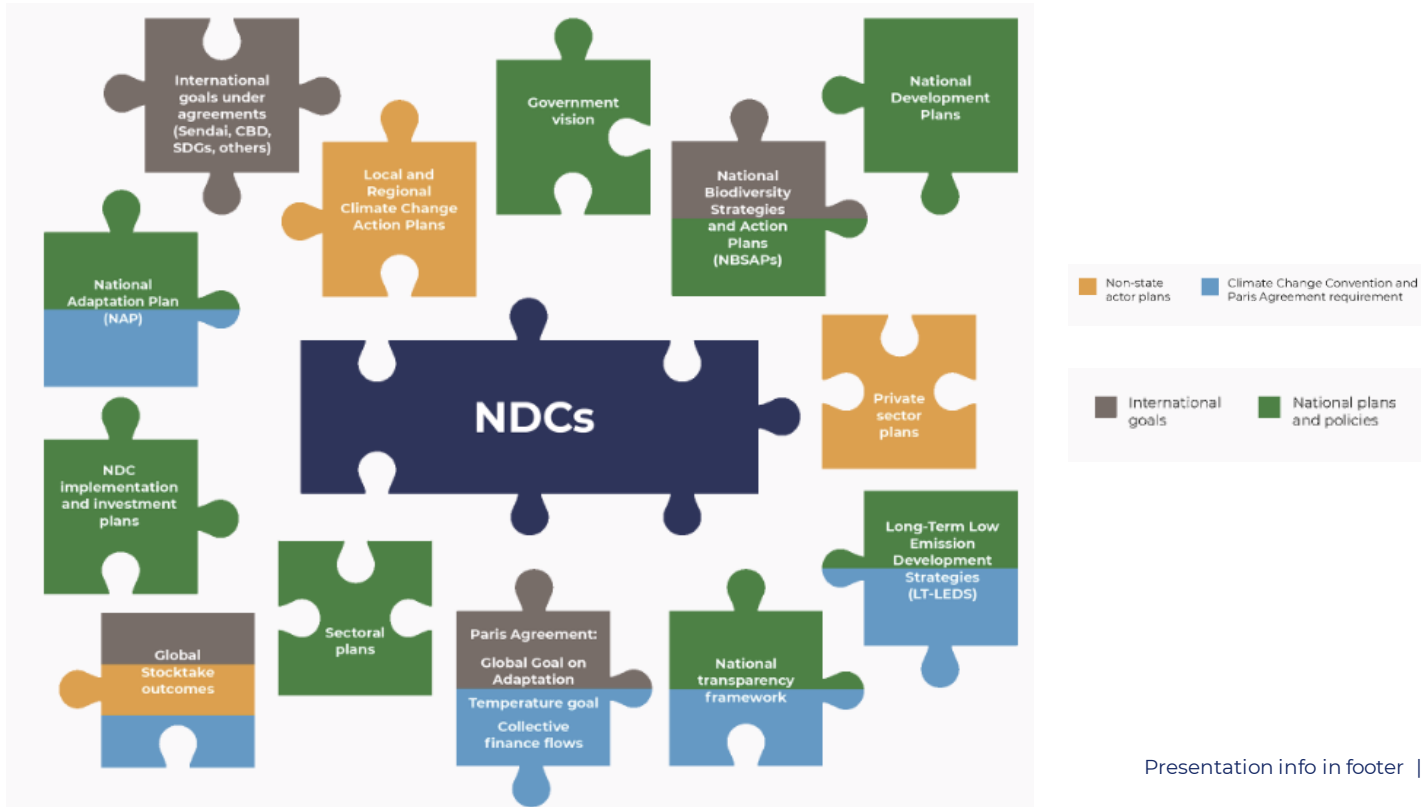 International
goals under
agreements
(Sendai, CBD,
SDGs, others)
Local and
Regional
Climate Change
Action Plans
Government
vision
National
Biodiversity
Strategies
and Action
Plans
(NBSAPs)
National
Development
Plans
National
Adaptation Plan
(NAP)
NDCs
Private
sector
plans
NDC
implementation
and investment
plans
Long-Term Low
Emission
Development
Strategies
(LT-LEDS)
Global
Stocktake
outcomes
Sectoral
plans
Paris Agreement:
Global Goal on
Adaptation
Temperature goal
Collective
finance flows
National
transparency
framework
Non-state
actor plans
Climate Change Convention and
Paris Agreement requirement
International
goals
National plans
and policies
Presentation info in footer |